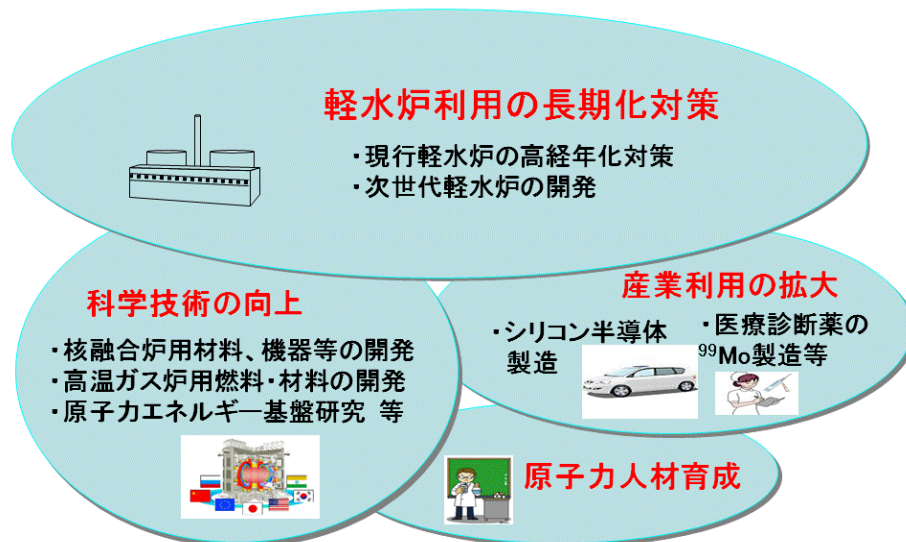 軽水炉利用の長期化対策
・現行軽水炉の高経年化対策
・次世代軽水炉の開発
科学技術の向上
・核融合炉用材料、機器等の開発
・高温ガス炉用燃料・材料の開発
・原子力エネルギー基盤研究 等
産業利用の拡大
・シリコン半導体
製造
・医療診断薬の
⁹⁹Mo製造等
原子力人材育成